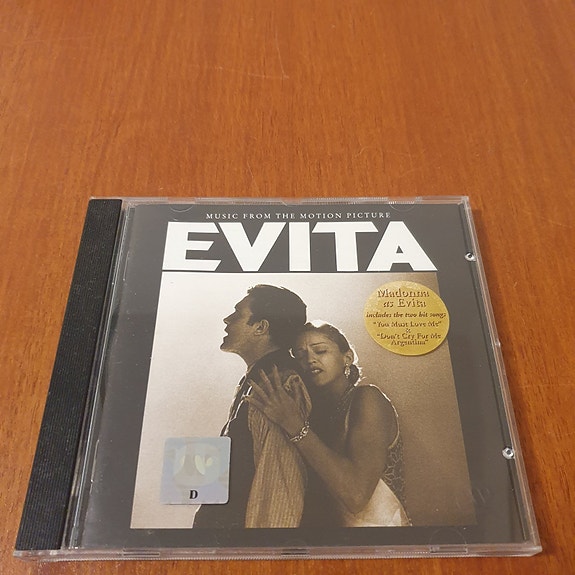 MUSIC FROM THE MOTION PICTURE
EVITA
Madonna
as Evita
includes the two hit songs
"You Must Love Me"
&
"Don't Cry For Me
Argentina"
D